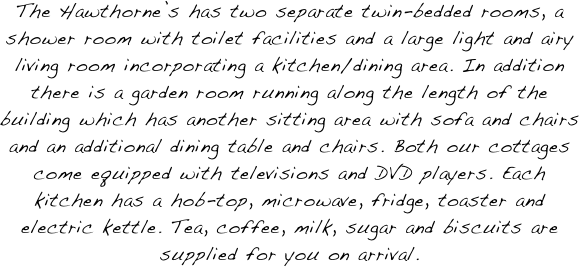 The Hawthorne's has two separate twin-bedded rooms, a
shower room with toilet facilities and a large light and airy
living room incorporating a kitchen/dining area. In addition
there is a garden room running along the length of the
building which has another sitting area with sofa and chairs
and an additional dining table and chairs. Both our cottages
come equipped with televisions and DVD players. Each
kitchen has a hob-top, microwave, fridge, toaster and
electric kettle. Tea, coffee, milk, sugar and biscuits are
supplied for you on arrival.